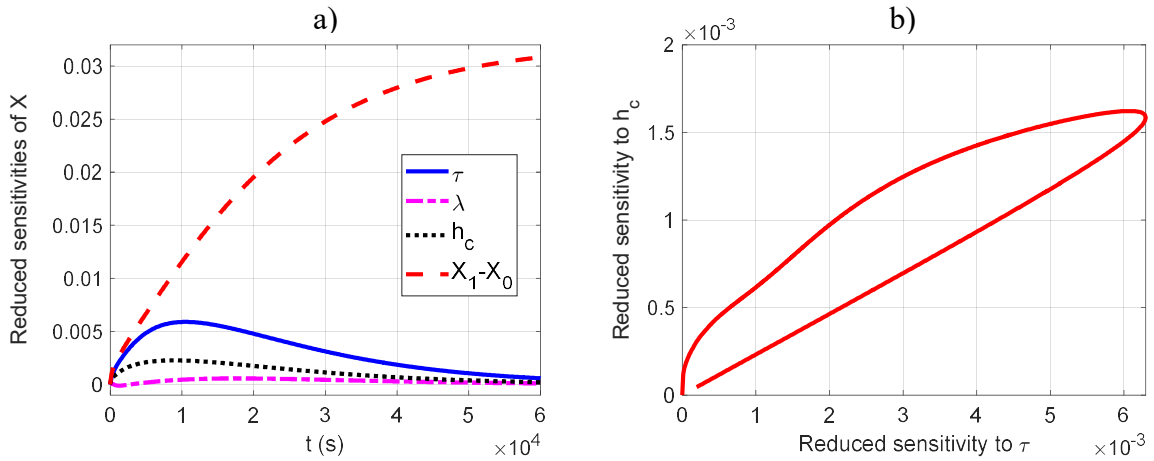 a)
Reduced sensitivities of X
0.03
0.025
0.02
0.015
0.01
0.005
0
0 1 2 3 4 5 6
t (s)
×10⁴
τ
λ
h_c
X_1-X_0
b)
×10⁻³
Reduced sensitivity to h_c
2
1.5
1
0.5
0
0 1 2 3 4 5 6
Reduced sensitivity to τ
×10⁻³